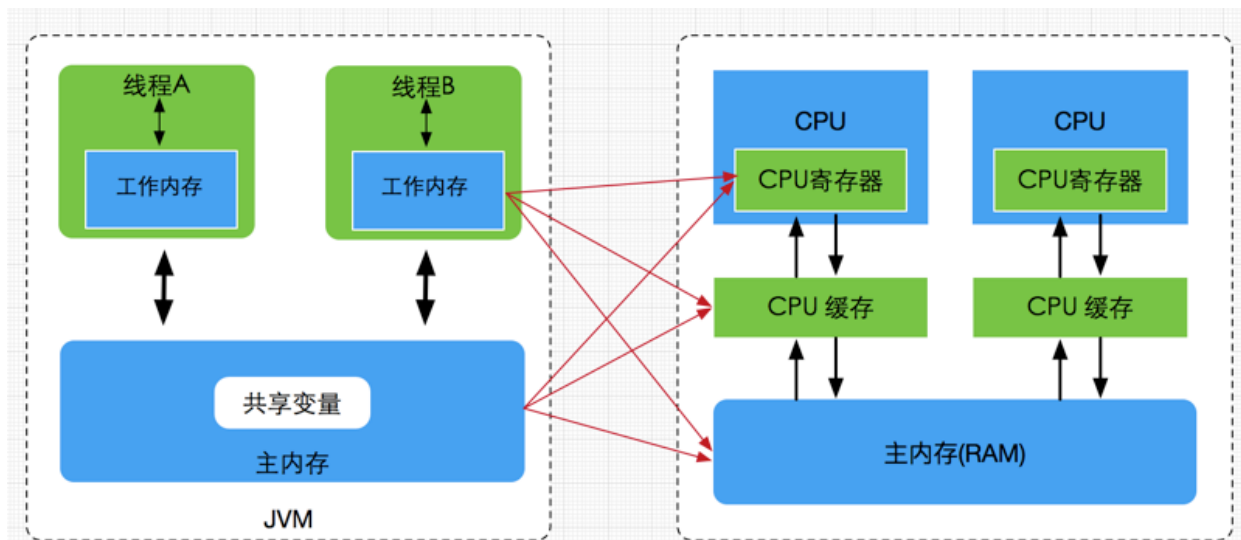 线程A
线程B
工作内存
工作内存
共享变量
主内存
JVM
CPU
CPU
CPU寄存器
CPU寄存器
CPU 缓存
CPU 缓存
主内存(RAM)